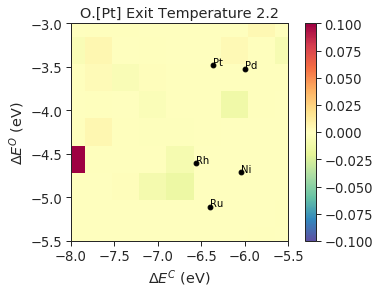 O.[Pt] Exit Temperature 2.2
−3.0
−3.5
−4.0
−4.5
−5.0
−5.5
ΔE^O (eV)
Pt
Pd
Rh
Ni
Ru
−8.0 −7.5 −7.0 −6.5 −6.0 −5.5
ΔE^C (eV)
0.100
0.075
0.050
0.025
0.000
−0.025
−0.050
−0.075
−0.100